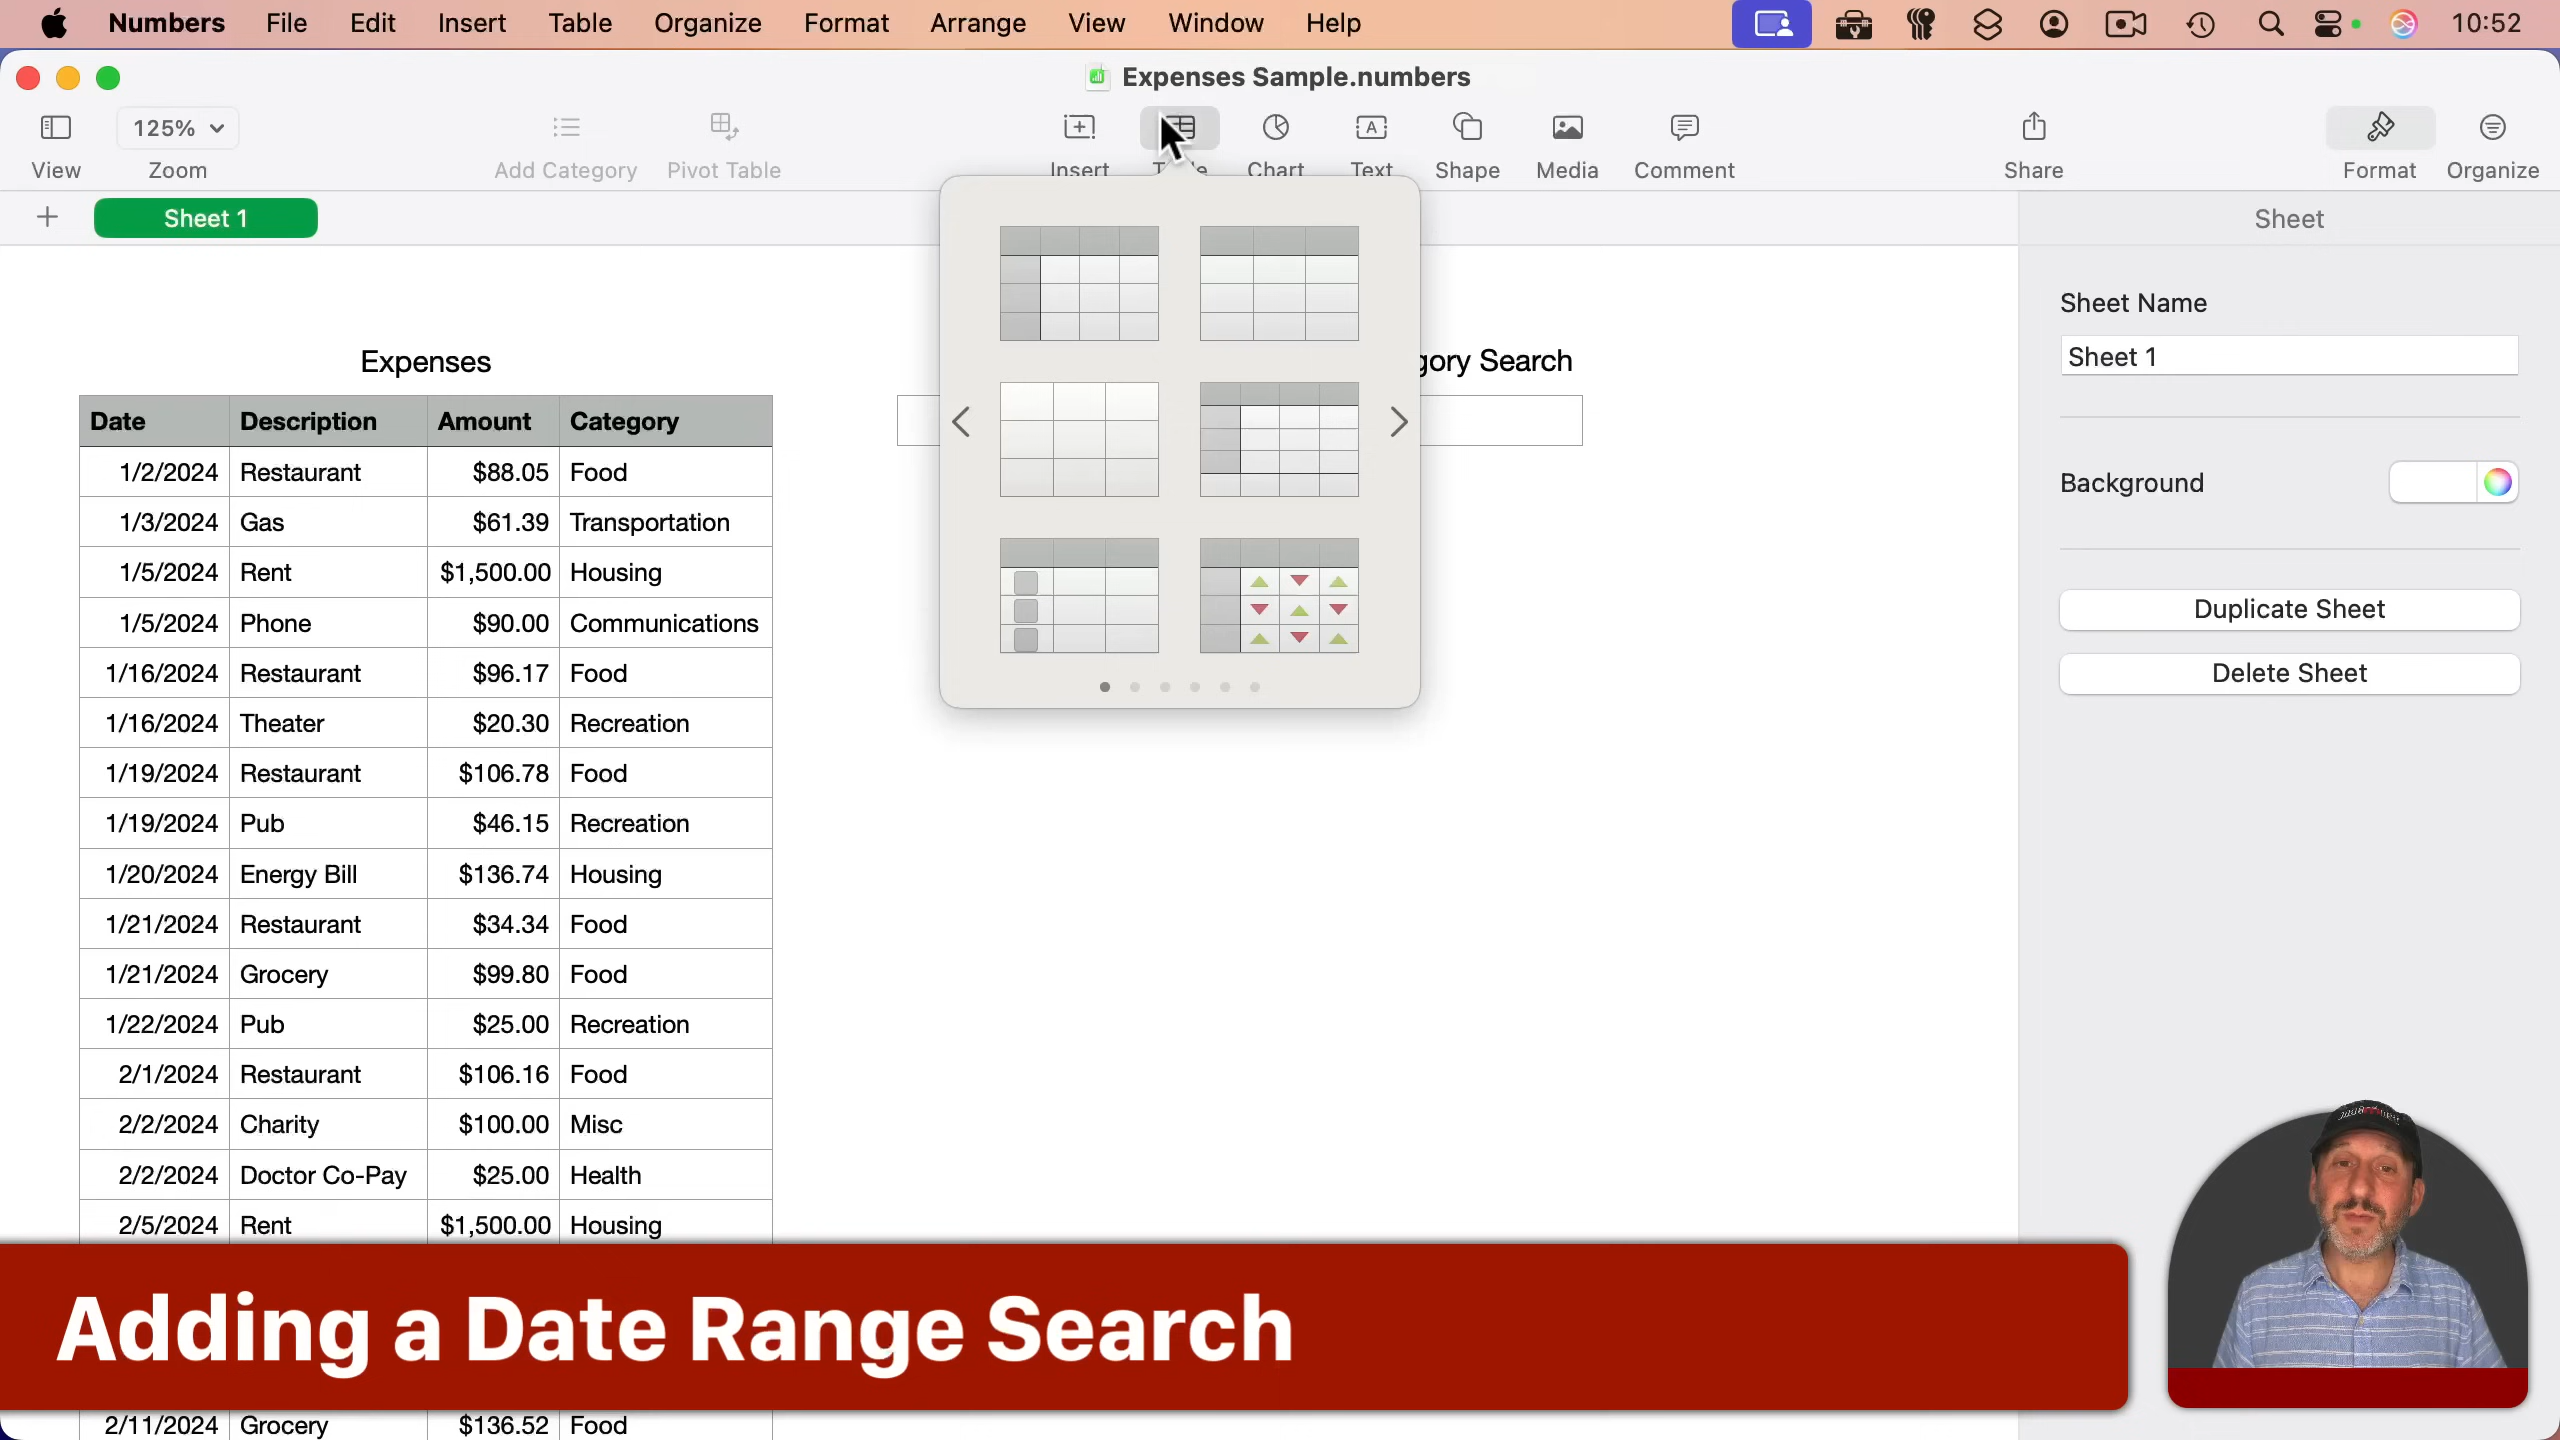 Numbers File Edit Insert Table Organize Format Arrange View Window Help 10:52
Expenses Sample.numbers
125%
View Zoom Add Category Pivot Table Insert Chart Text Shape Media Comment Share Format Organize
Sheet 1
Sheet
Sheet Name
Sheet 1
Background
Duplicate Sheet
Delete Sheet
Expenses
gory Search
Date Description Amount Category
1/2/2024 Restaurant $88.05 Food
1/3/2024 Gas $61.39 Transportation
1/5/2024 Rent $1,500.00 Housing
1/5/2024 Phone $90.00 Communications
1/16/2024 Restaurant $96.17 Food
1/16/2024 Theater $20.30 Recreation
1/19/2024 Restaurant $106.78 Food
1/19/2024 Pub $46.15 Recreation
1/20/2024 Energy Bill $136.74 Housing
1/21/2024 Restaurant $34.34 Food
1/21/2024 Grocery $99.80 Food
1/22/2024 Pub $25.00 Recreation
2/1/2024 Restaurant $106.16 Food
2/2/2024 Charity $100.00 Misc
2/2/2024 Doctor Co-Pay $25.00 Health
2/5/2024 Rent $1,500.00 Housing
Adding a Date Range Search
2/11/2024 Grocery $136.52 Food